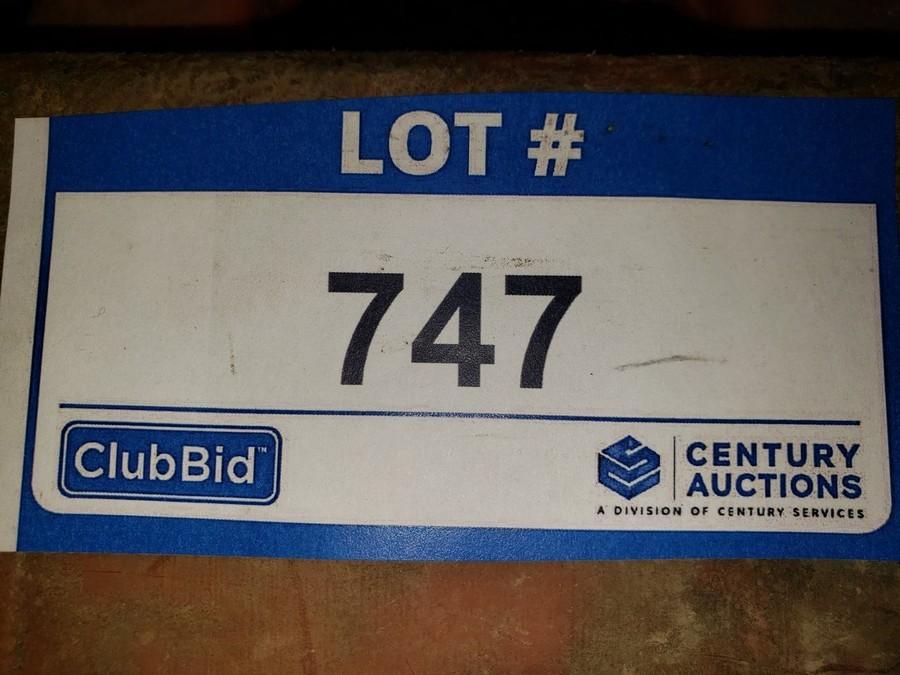 LOT #
747
ClubBid™
CENTURY
AUCTIONS
A DIVISION OF CENTURY SERVICES